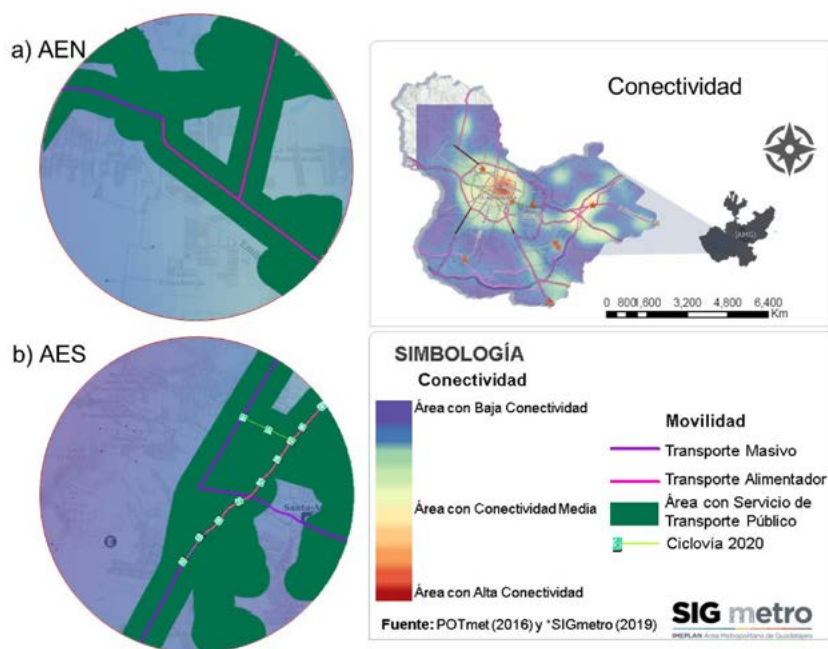 a) AEN
Conectividad
(AMG)
0 8001,600 3,200 4,800 6,400
Km
b) AES
SIMBOLOGÍA
Conectividad
Área con Baja Conectividad
Área con Conectividad Media
Área con Alta Conectividad
Movilidad
Transporte Masivo
Transporte Alimentador
Área con Servicio de
Transporte Público
Ciclovía 2020
Fuente: POTmet (2016) y *SIGmetro (2019)
SIG metro
IMEPLAN Área Metropolitana de Guadalajara
E